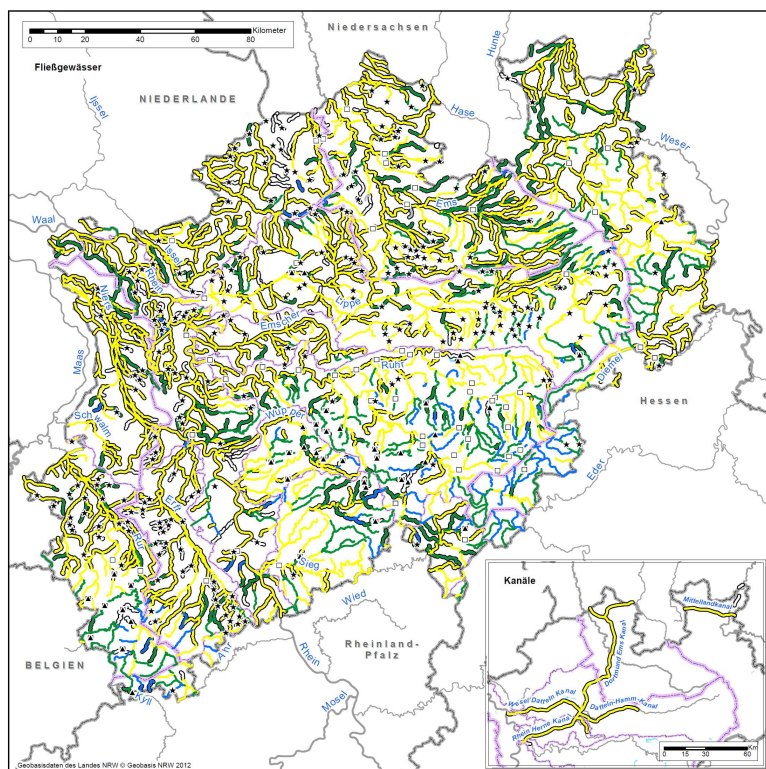 Kilometer
0 20 40 60 80
Fließgewässer
Niedersachsen
Hunte
NIEDERLANDE
Ijssel
Hase
Weser
Waal
Ems
Issel
Rhein
Niers
Lippe
Emscher
Maas
Ruhr
Diemel
Schwalm
Wupper
Hessen
Eder
Erft
Rur
Sieg
Wied
BELGIEN
Ahr
Rhein
Rheinland-
Pfalz
Kyll
Mosel
Kanäle
Mittellandkanal
Dortmund Ems Kanal
Wesel Datteln Kanal
Datteln-Hamm-Kanal
Rhein Herne Kanal
Km
0 15 30 60
Geobasisdaten des Landes NRW © Geobasis NRW 2012